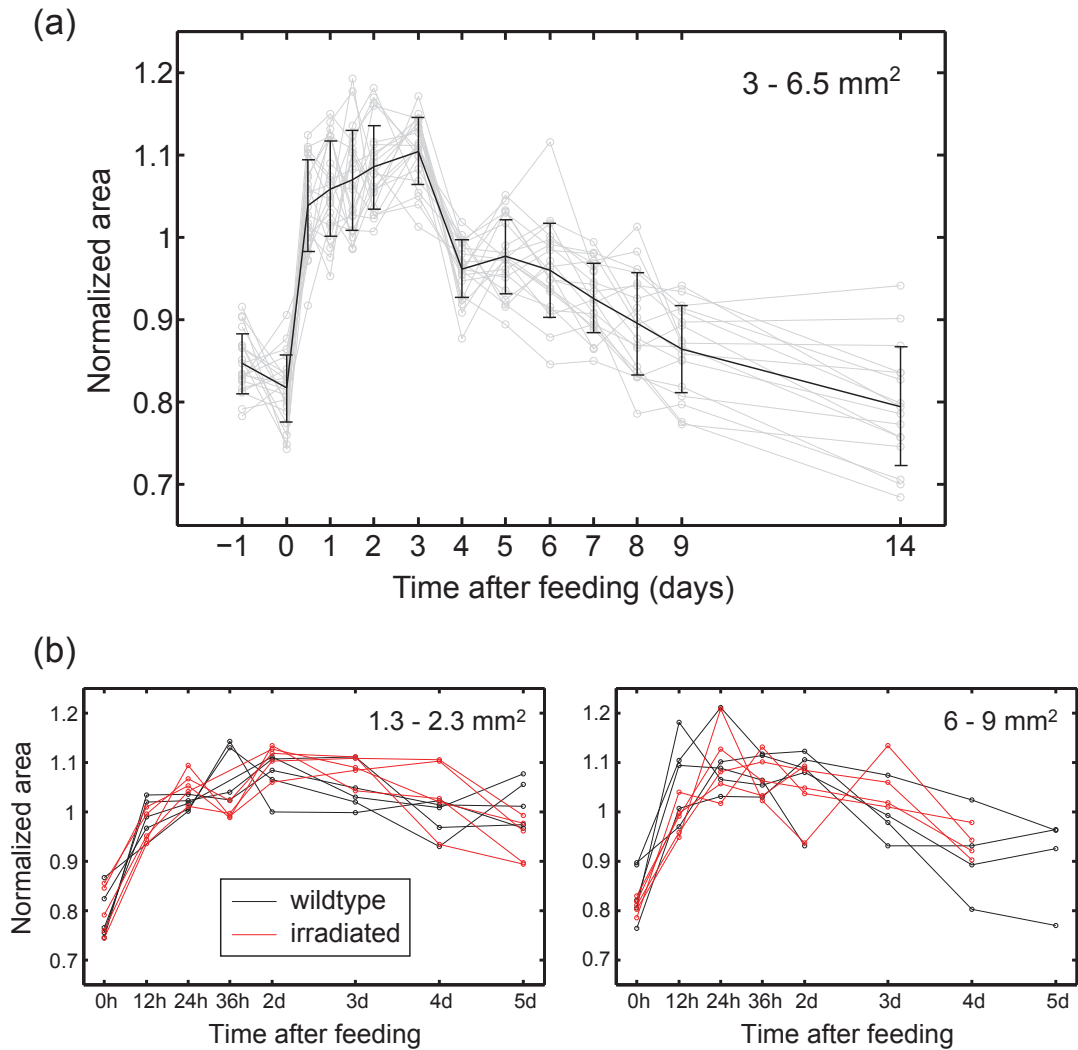 (a)
3 - 6.5 mm²
Normalized area
1.2
1.1
1
0.9
0.8
0.7
−1 0 1 2 3 4 5 6 7 8 9 14
Time after feeding (days)
(b)
1.3 - 2.3 mm²
Normalized area
1.2
1.1
1.0
0.9
0.8
0.7
wildtype
irradiated
0h 12h 24h 36h 2d 3d 4d 5d
Time after feeding
6 - 9 mm²
1.2
1.1
1.0
0.9
0.8
0.7
0h 12h 24h 36h 2d 3d 4d 5d
Time after feeding